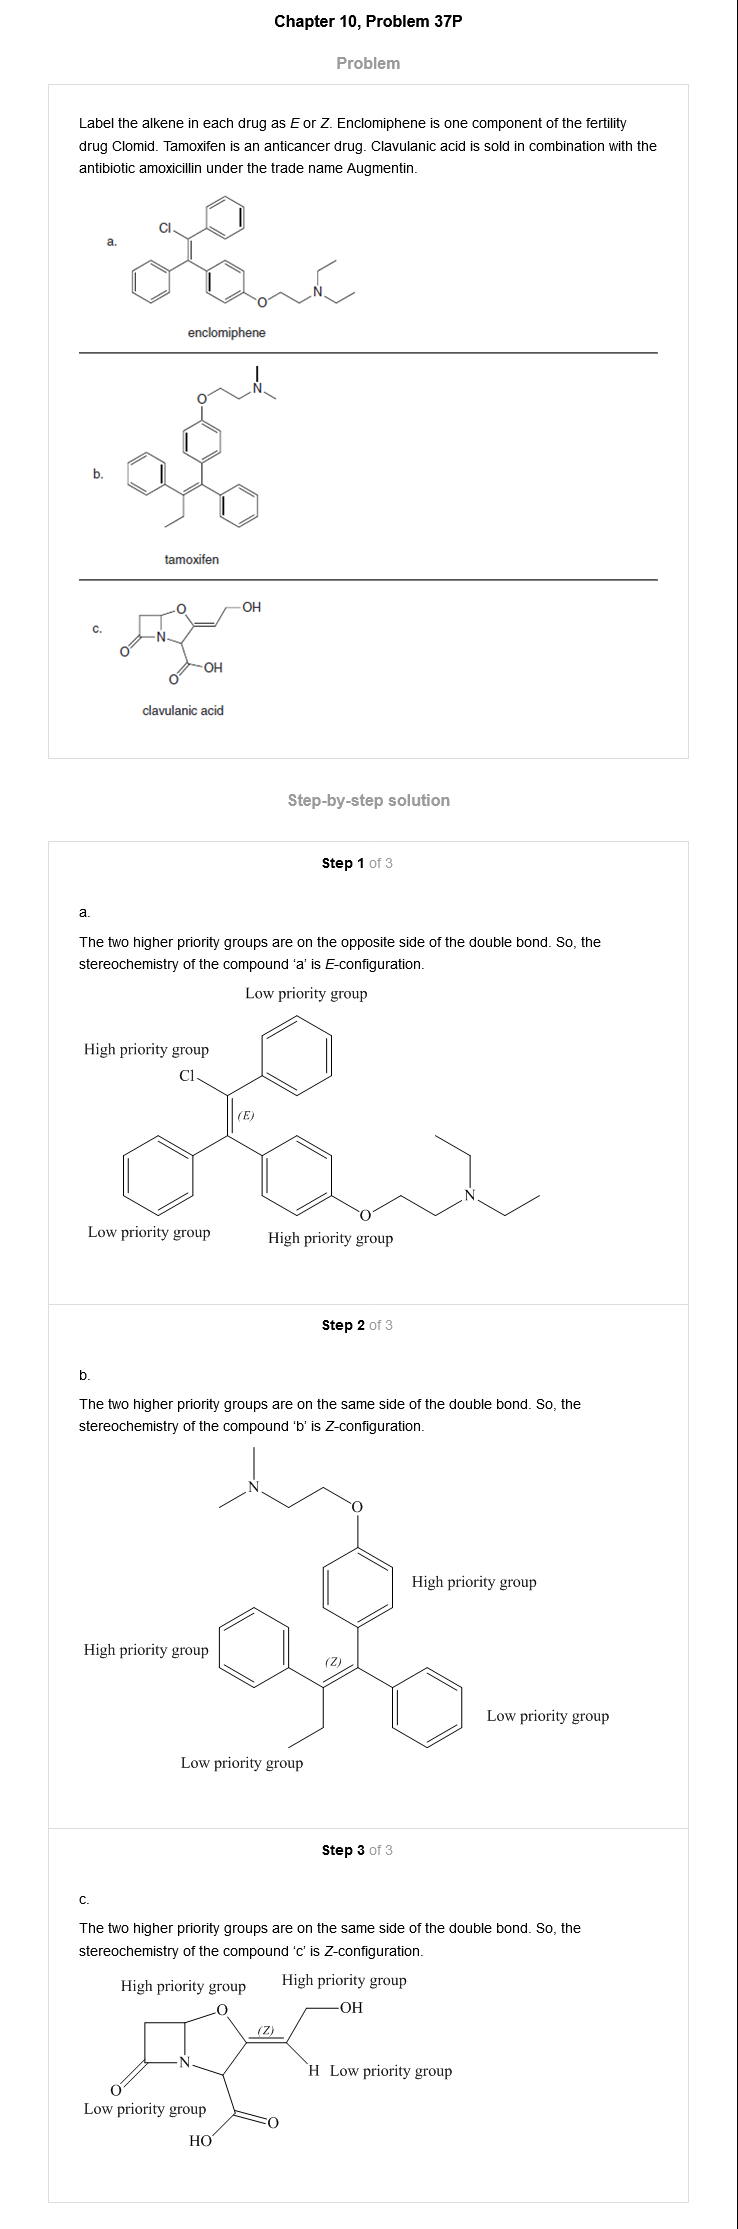 Chapter 10, Problem 37P
Problem
Label the alkene in each drug as E or Z. Enclomiphene is one component of the fertility
drug Clomid. Tamoxifen is an anticancer drug. Clavulanic acid is sold in combination with the
antibiotic amoxicillin under the trade name Augmentin.
a.
Cl
O
N
enclomiphene
b.
O
N
tamoxifen
c.
O
OH
N
O
OH
O
clavulanic acid
Step-by-step solution
Step 1 of 3
a.
The two higher priority groups are on the opposite side of the double bond. So, the
stereochemistry of the compound ‘a’ is E-configuration.
Low priority group
High priority group
Cl
(E)
N
O
Low priority group
High priority group
Step 2 of 3
b.
The two higher priority groups are on the same side of the double bond. So, the
stereochemistry of the compound ‘b’ is Z-configuration.
N
O
High priority group
High priority group
(Z)
Low priority group
Low priority group
Step 3 of 3
c.
The two higher priority groups are on the same side of the double bond. So, the
stereochemistry of the compound ‘c’ is Z-configuration.
High priority group
High priority group
O
OH
(Z)
N
H Low priority group
O
Low priority group
O
HO